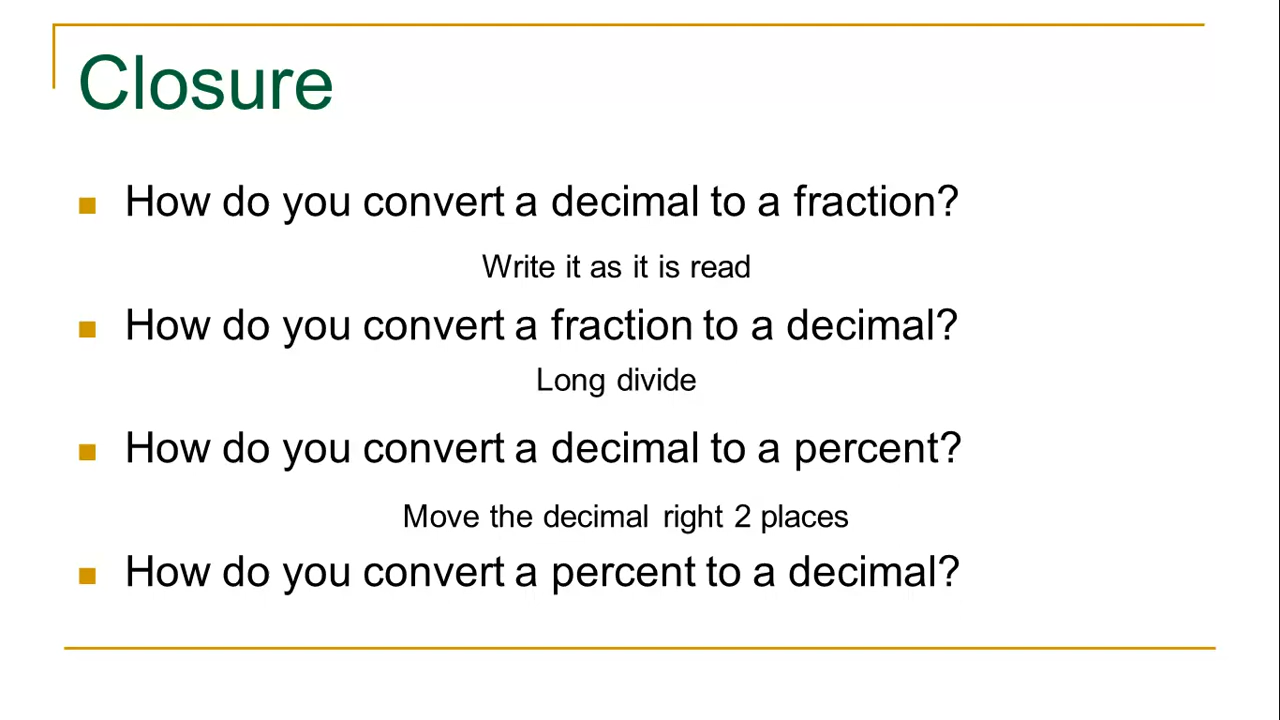 Closure
How do you convert a decimal to a fraction?
Write it as it is read
How do you convert a fraction to a decimal?
Long divide
How do you convert a decimal to a percent?
Move the decimal right 2 places
How do you convert a percent to a decimal?